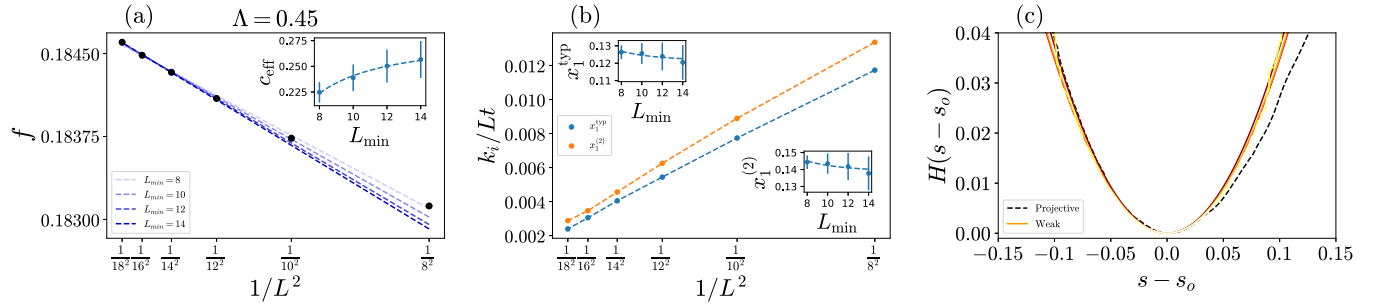 (a)
Λ = 0.45
f
0.18450
0.18375
0.18300
c_eff
0.275
0.250
0.225
8 10 12 14
L_min
L_min = 8
L_min = 10
L_min = 12
L_min = 14
1/18² 1/16² 1/14² 1/12² 1/10² 1/8²
1/L²
(b)
k_i/Lt
0.012
0.010
0.008
0.006
0.004
0.002
x_1^typ
0.13
0.12
0.11
8 10 12 14
L_min
x_1^typ
x_1^(2)
x_1^(2)
0.15
0.14
0.13
8 10 12 14
L_min
1/18² 1/16² 1/14² 1/12² 1/10² 1/8²
1/L²
(c)
H(s − s_o)
0.04
0.03
0.02
0.01
0.00
Projective
Weak
−0.15 −0.1 −0.05 0.0 0.05 0.1 0.15
s − s_o